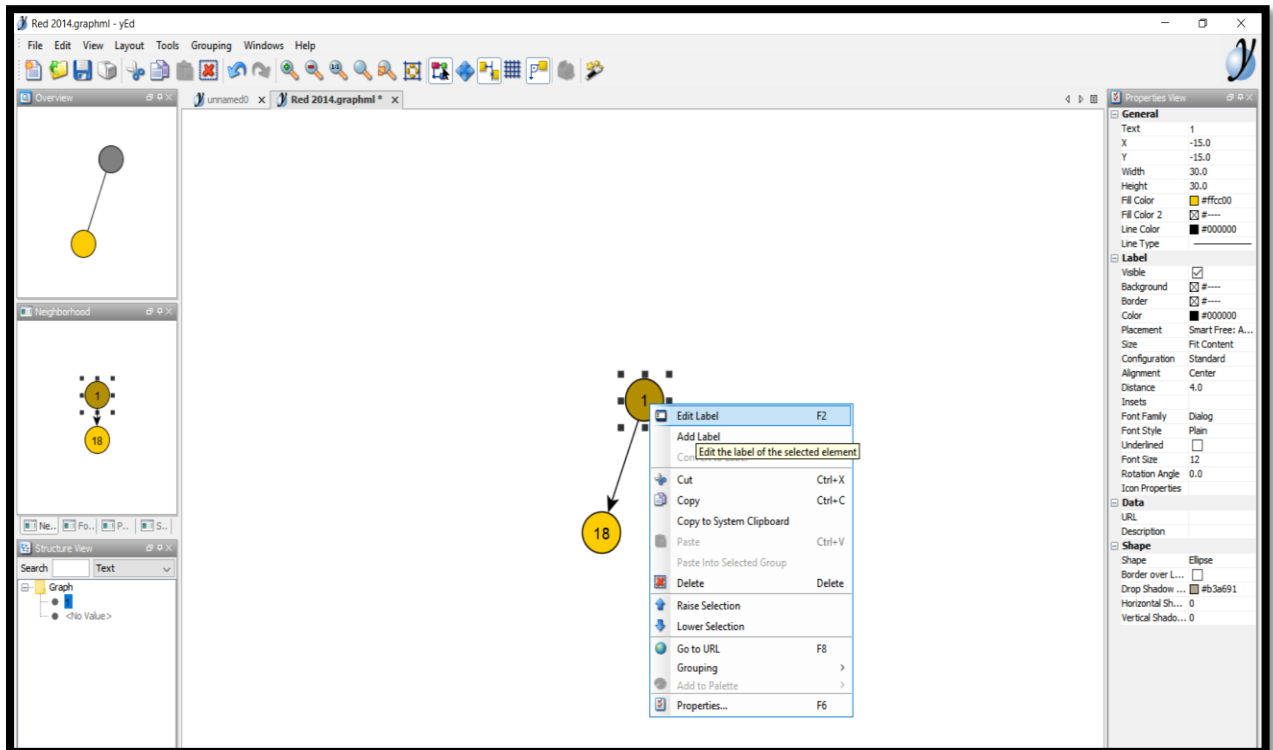 Red 2014.graphml - yEd
File Edit View Layout Tools Grouping Windows Help
Overview
unnamed0
Red 2014.graphml *
Properties View
General
Text 1
X -15.0
Y -15.0
Width 30.0
Height 30.0
Fill Color #ffcc00
Fill Color 2 #----
Line Color #000000
Line Type
Label
Visible
Background #----
Border #----
Color #000000
Placement Smart Free: A...
Size Fit Content
Configuration Standard
Alignment Center
Distance 4.0
Insets
Font Family Dialog
Font Style Plain
Underlined
Font Size 12
Rotation Angle 0.0
Icon Properties
Data
URL
Description
Shape
Shape Ellipse
Border over L...
Drop Shadow ... #b3a691
Horizontal Sh... 0
Vertical Shado... 0
Neighborhood
1
18
Ne.. Fo.. P.. S..
Structure View
Search Text
Graph
1
<No Value>
1
18
Edit Label F2
Add Label
Edit the label of the selected element
Cut Ctrl+X
Copy Ctrl+C
Copy to System Clipboard
Paste Ctrl+V
Paste Into Selected Group
Delete Delete
Raise Selection
Lower Selection
Go to URL F8
Grouping
Add to Palette
Properties... F6